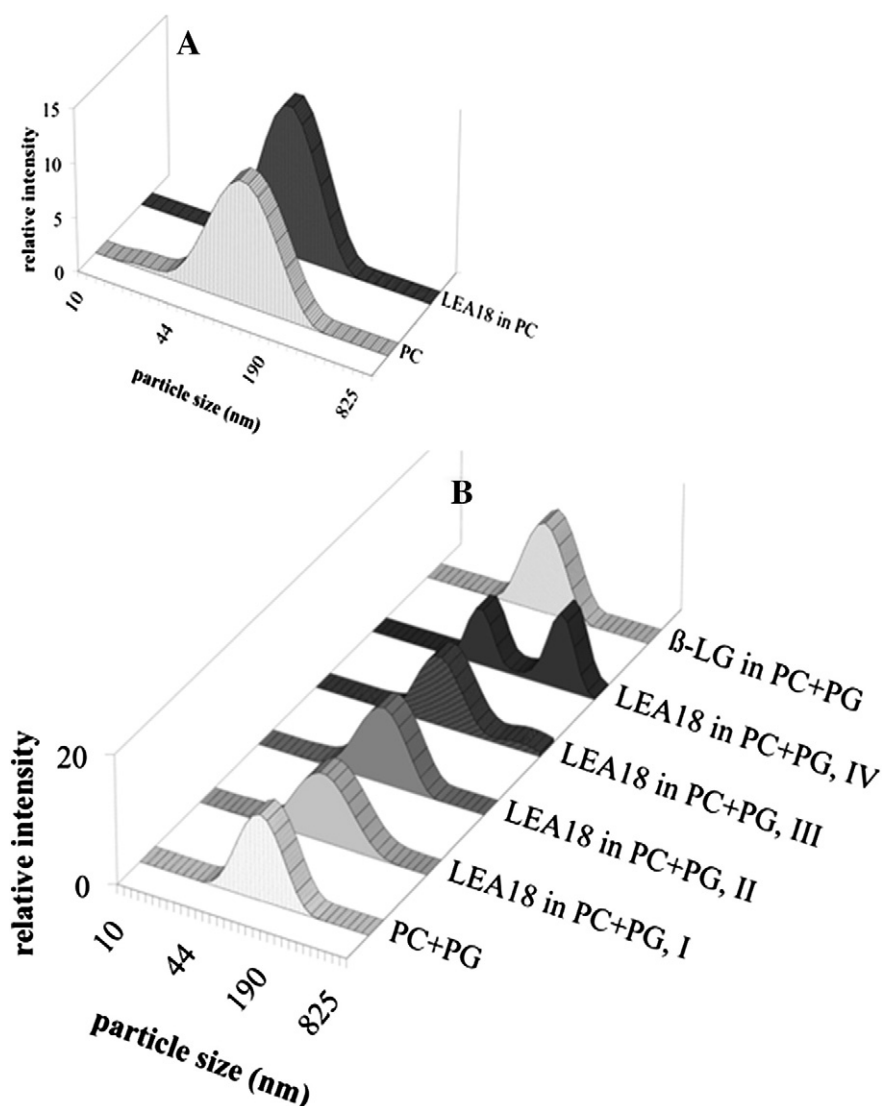 A
15
10
5
0
relative intensity
10
44
190
825
particle size (nm)
LEA18 in PC
PC
B
20
0
relative intensity
10
44
190
825
particle size (nm)
ß-LG in PC+PG
LEA18 in PC+PG, IV
LEA18 in PC+PG, III
LEA18 in PC+PG, II
LEA18 in PC+PG, I
PC+PG